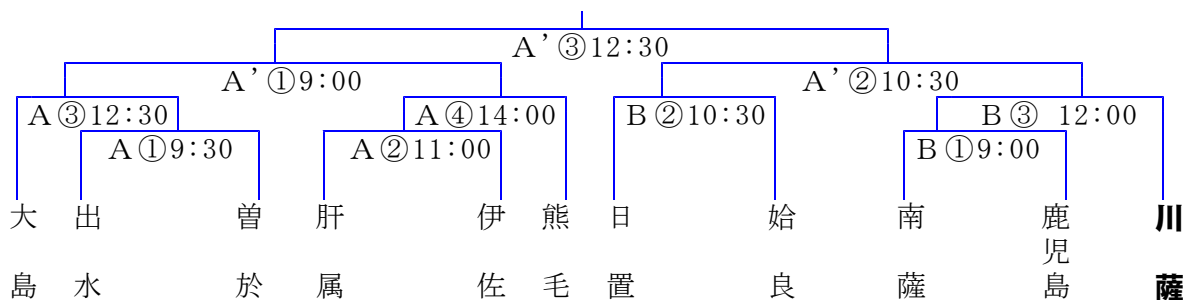 A'③12:30
A'①9:00
A'②10:30
A③12:30
A④14:00
B②10:30
B③ 12:00
A①9:30
A②11:00
B①9:00
大島
出水
曽於
肝属
伊佐
熊毛
日置
姶良
南薩
鹿児島
川薩